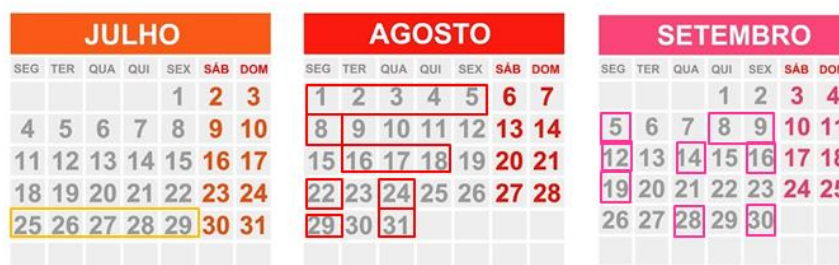 JULHO
SEG TER QUA QUI SEX SÁB DOM
1 2 3
4 5 6 7 8 9 10
11 12 13 14 15 16 17
18 19 20 21 22 23 24
25 26 27 28 29 30 31
AGOSTO
SEG TER QUA QUI SEX SÁB DOM
1 2 3 4 5 6 7
8 9 10 11 12 13 14
15 16 17 18 19 20 21
22 23 24 25 26 27 28
29 30 31
SETEMBRO
SEG TER QUA QUI SEX SÁB DOM
1 2 3 4
5 6 7 8 9 10 11
12 13 14 15 16 17 18
19 20 21 22 23 24 25
26 27 28 29 30